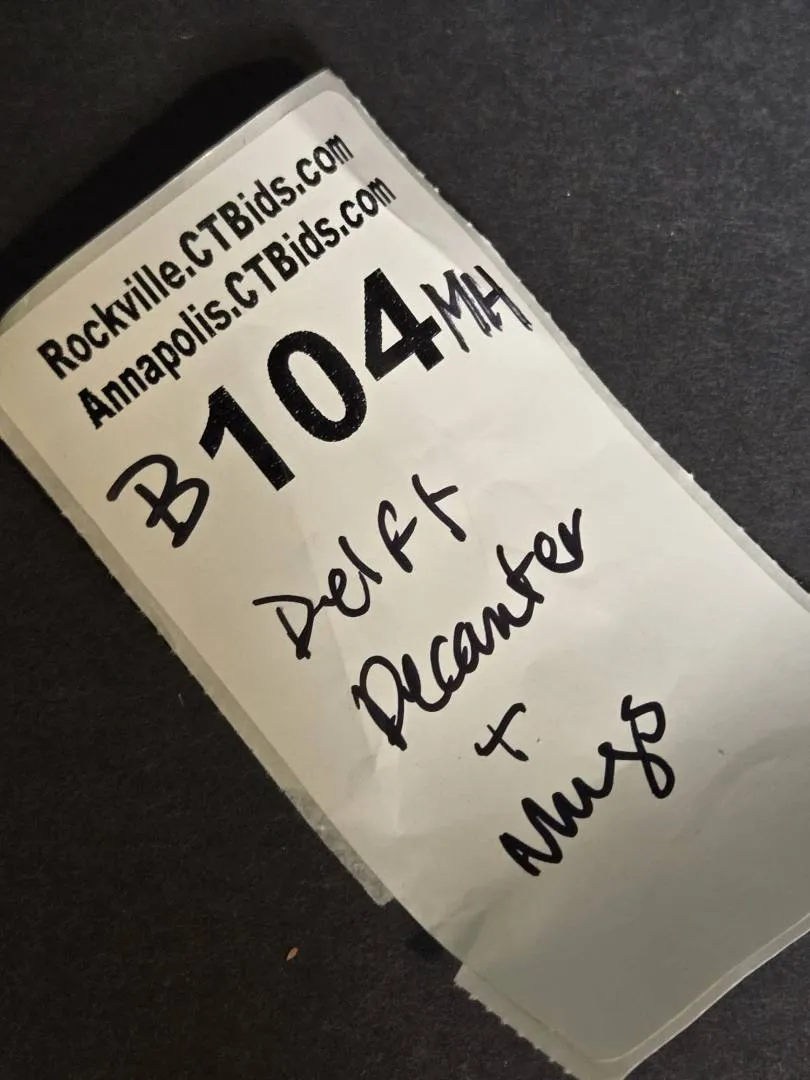 Rockville.CTBids.com
Annapolis.CTBids.com
B104MH
Delft
Decanter
+
Mugs